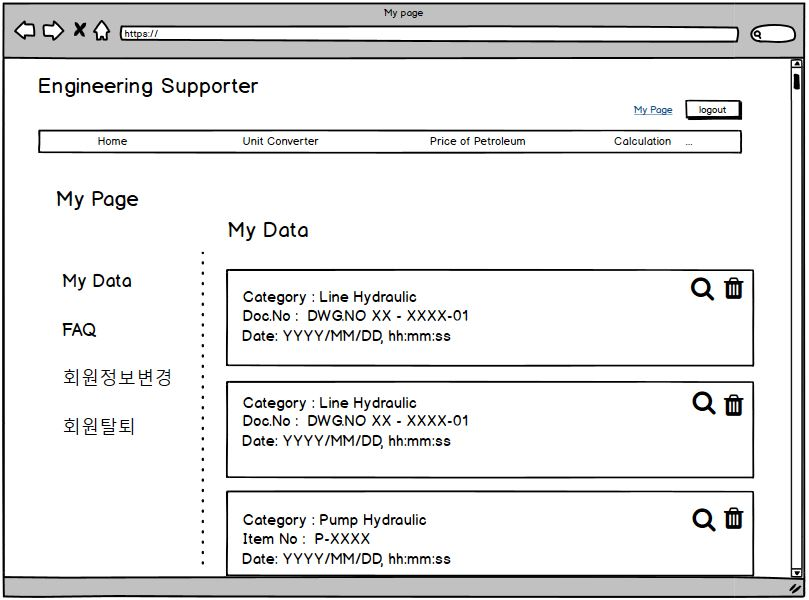 My page
https://
Engineering Supporter
My Page logout
Home Unit Converter Price of Petroleum Calculation ...
My Page
My Data
My Data
FAQ
회원정보변경
회원탈퇴
Category : Line Hydraulic
Doc.No : DWG.NO XX - XXXX-01
Date: YYYY/MM/DD, hh:mm:ss
Category : Line Hydraulic
Doc.No : DWG.NO XX - XXXX-01
Date: YYYY/MM/DD, hh:mm:ss
Category : Pump Hydraulic
Item No : P-XXXX
Date: YYYY/MM/DD, hh:mm:ss